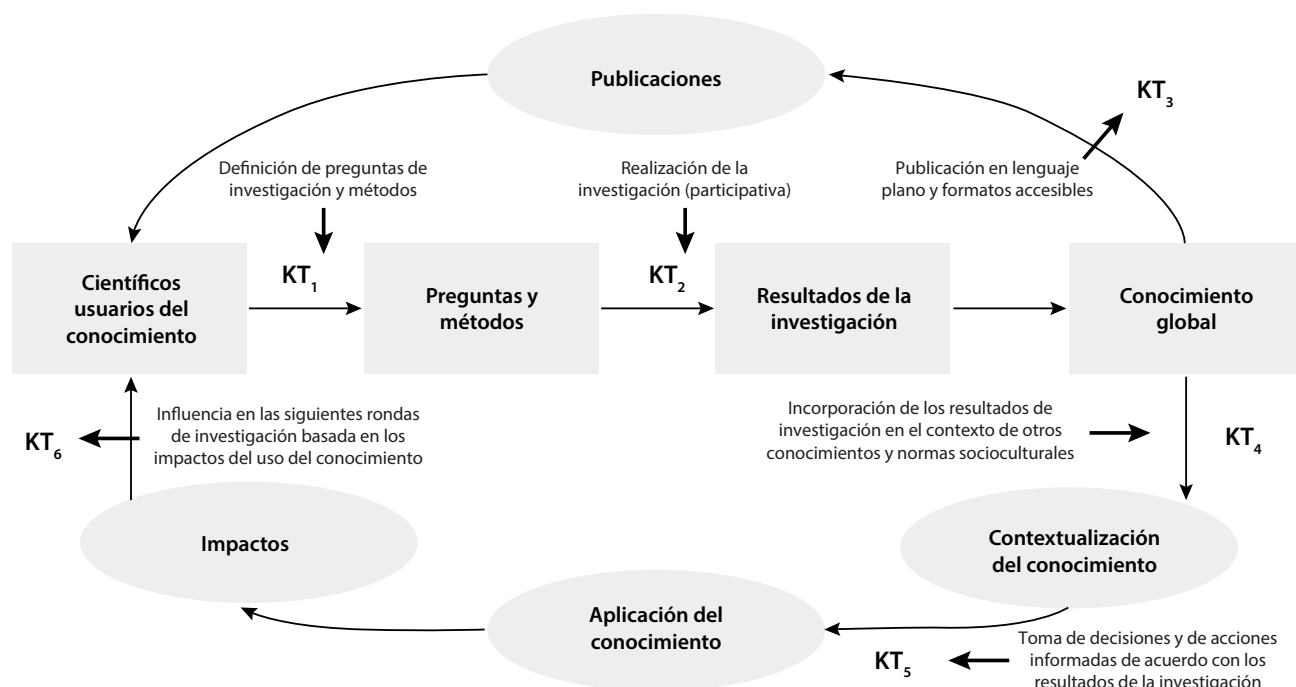 Publicaciones
KT3
Definición de preguntas de
investigación y métodos
Realización de la
investigación (participativa)
Publicación en lenguaje
plano y formatos accesibles
Científicos
usuarios del
conocimiento
KT1
Preguntas y
métodos
KT2
Resultados de la
investigación
Conocimiento
global
KT6
Influencia en las siguientes rondas
de investigación basada en los
impactos del uso del conocimiento
Incorporación de los resultados de
investigación en el contexto de otros
conocimientos y normas socioculturales
KT4
Impactos
Contextualización
del conocimiento
Aplicación del
conocimiento
KT5
Toma de decisiones y de acciones
informadas de acuerdo con los
resultados de la investigación